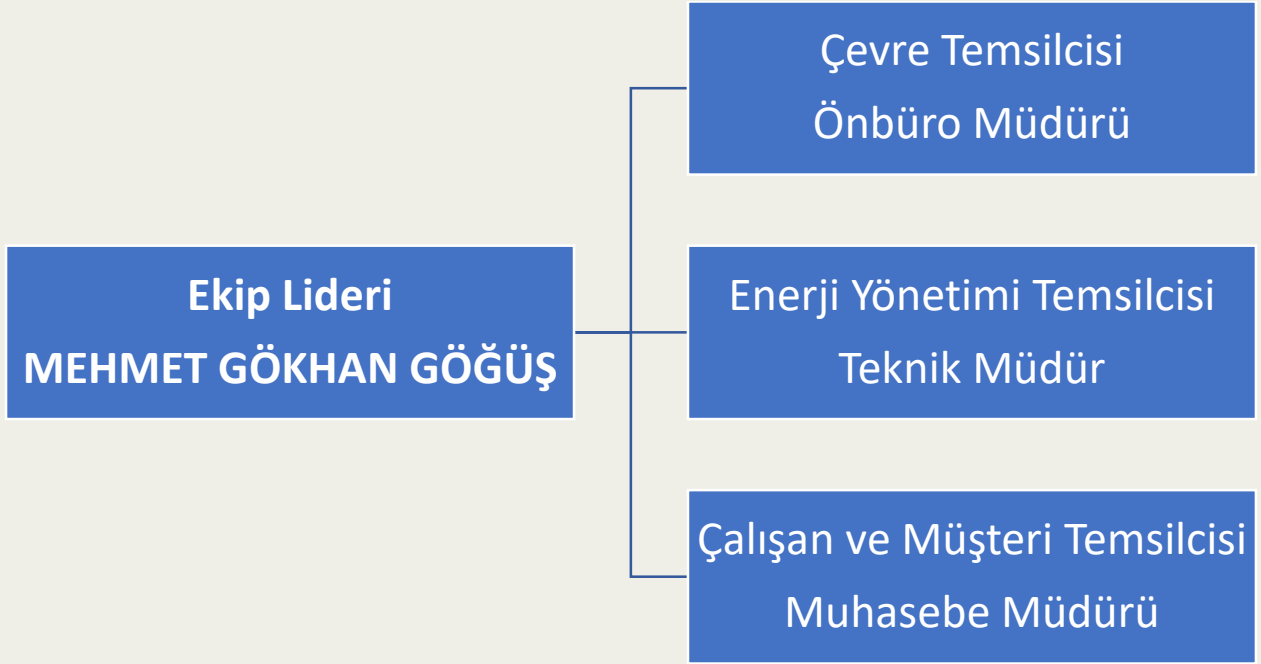 Çevre Temsilcisi
Önbüro Müdürü
Ekip Lideri
MEHMET GÖKHAN GÖĞÜŞ
Enerji Yönetimi Temsilcisi
Teknik Müdür
Çalışan ve Müşteri Temsilcisi
Muhasebe Müdürü